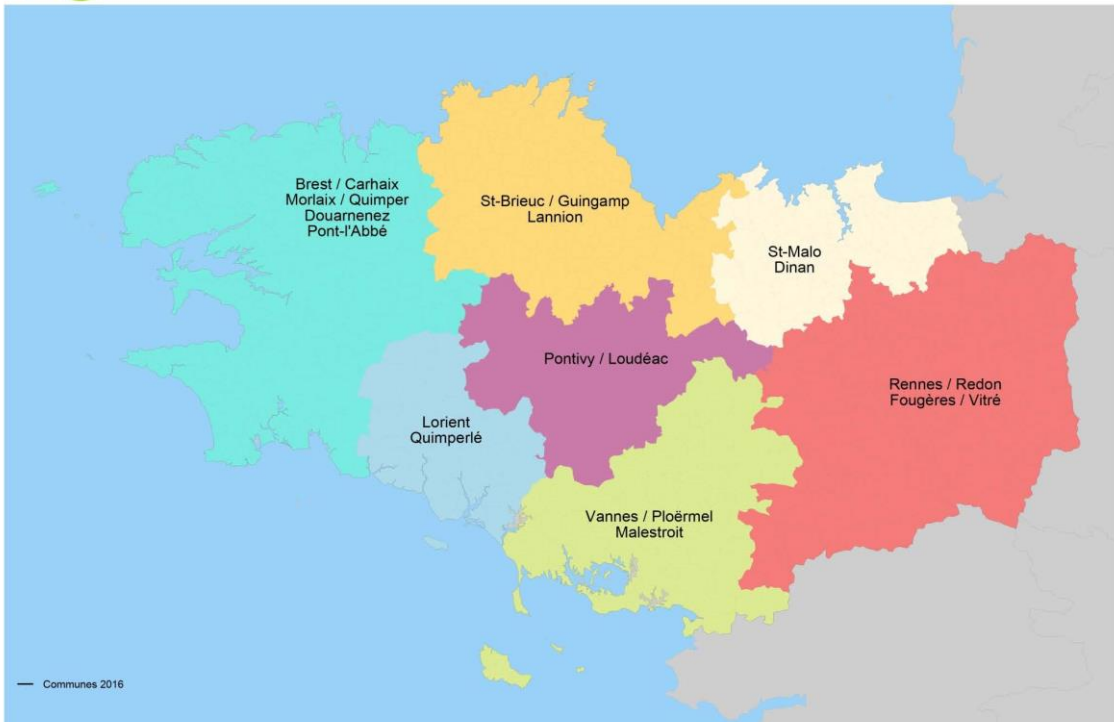 Brest / Carhaix
Morlaix / Quimper
Douarnenez
Pont-l'Abbé
St-Brieuc / Guingamp
Lannion
St-Malo
Dinan
Pontivy / Loudéac
Rennes / Redon
Fougères / Vitré
Lorient
Quimperlé
Vannes / Ploërmel
Malestroit
Communes 2016